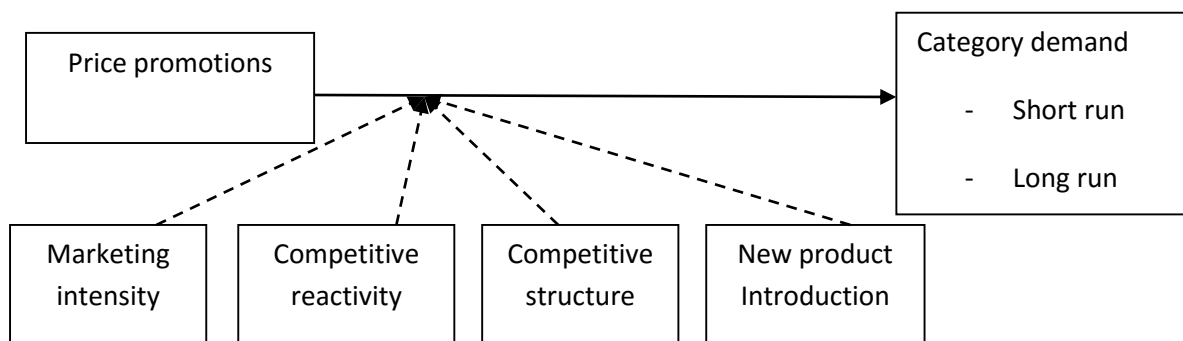 Price promotions
Category demand
- Short run
- Long run
Marketing
intensity
Competitive
reactivity
Competitive
structure
New product
Introduction